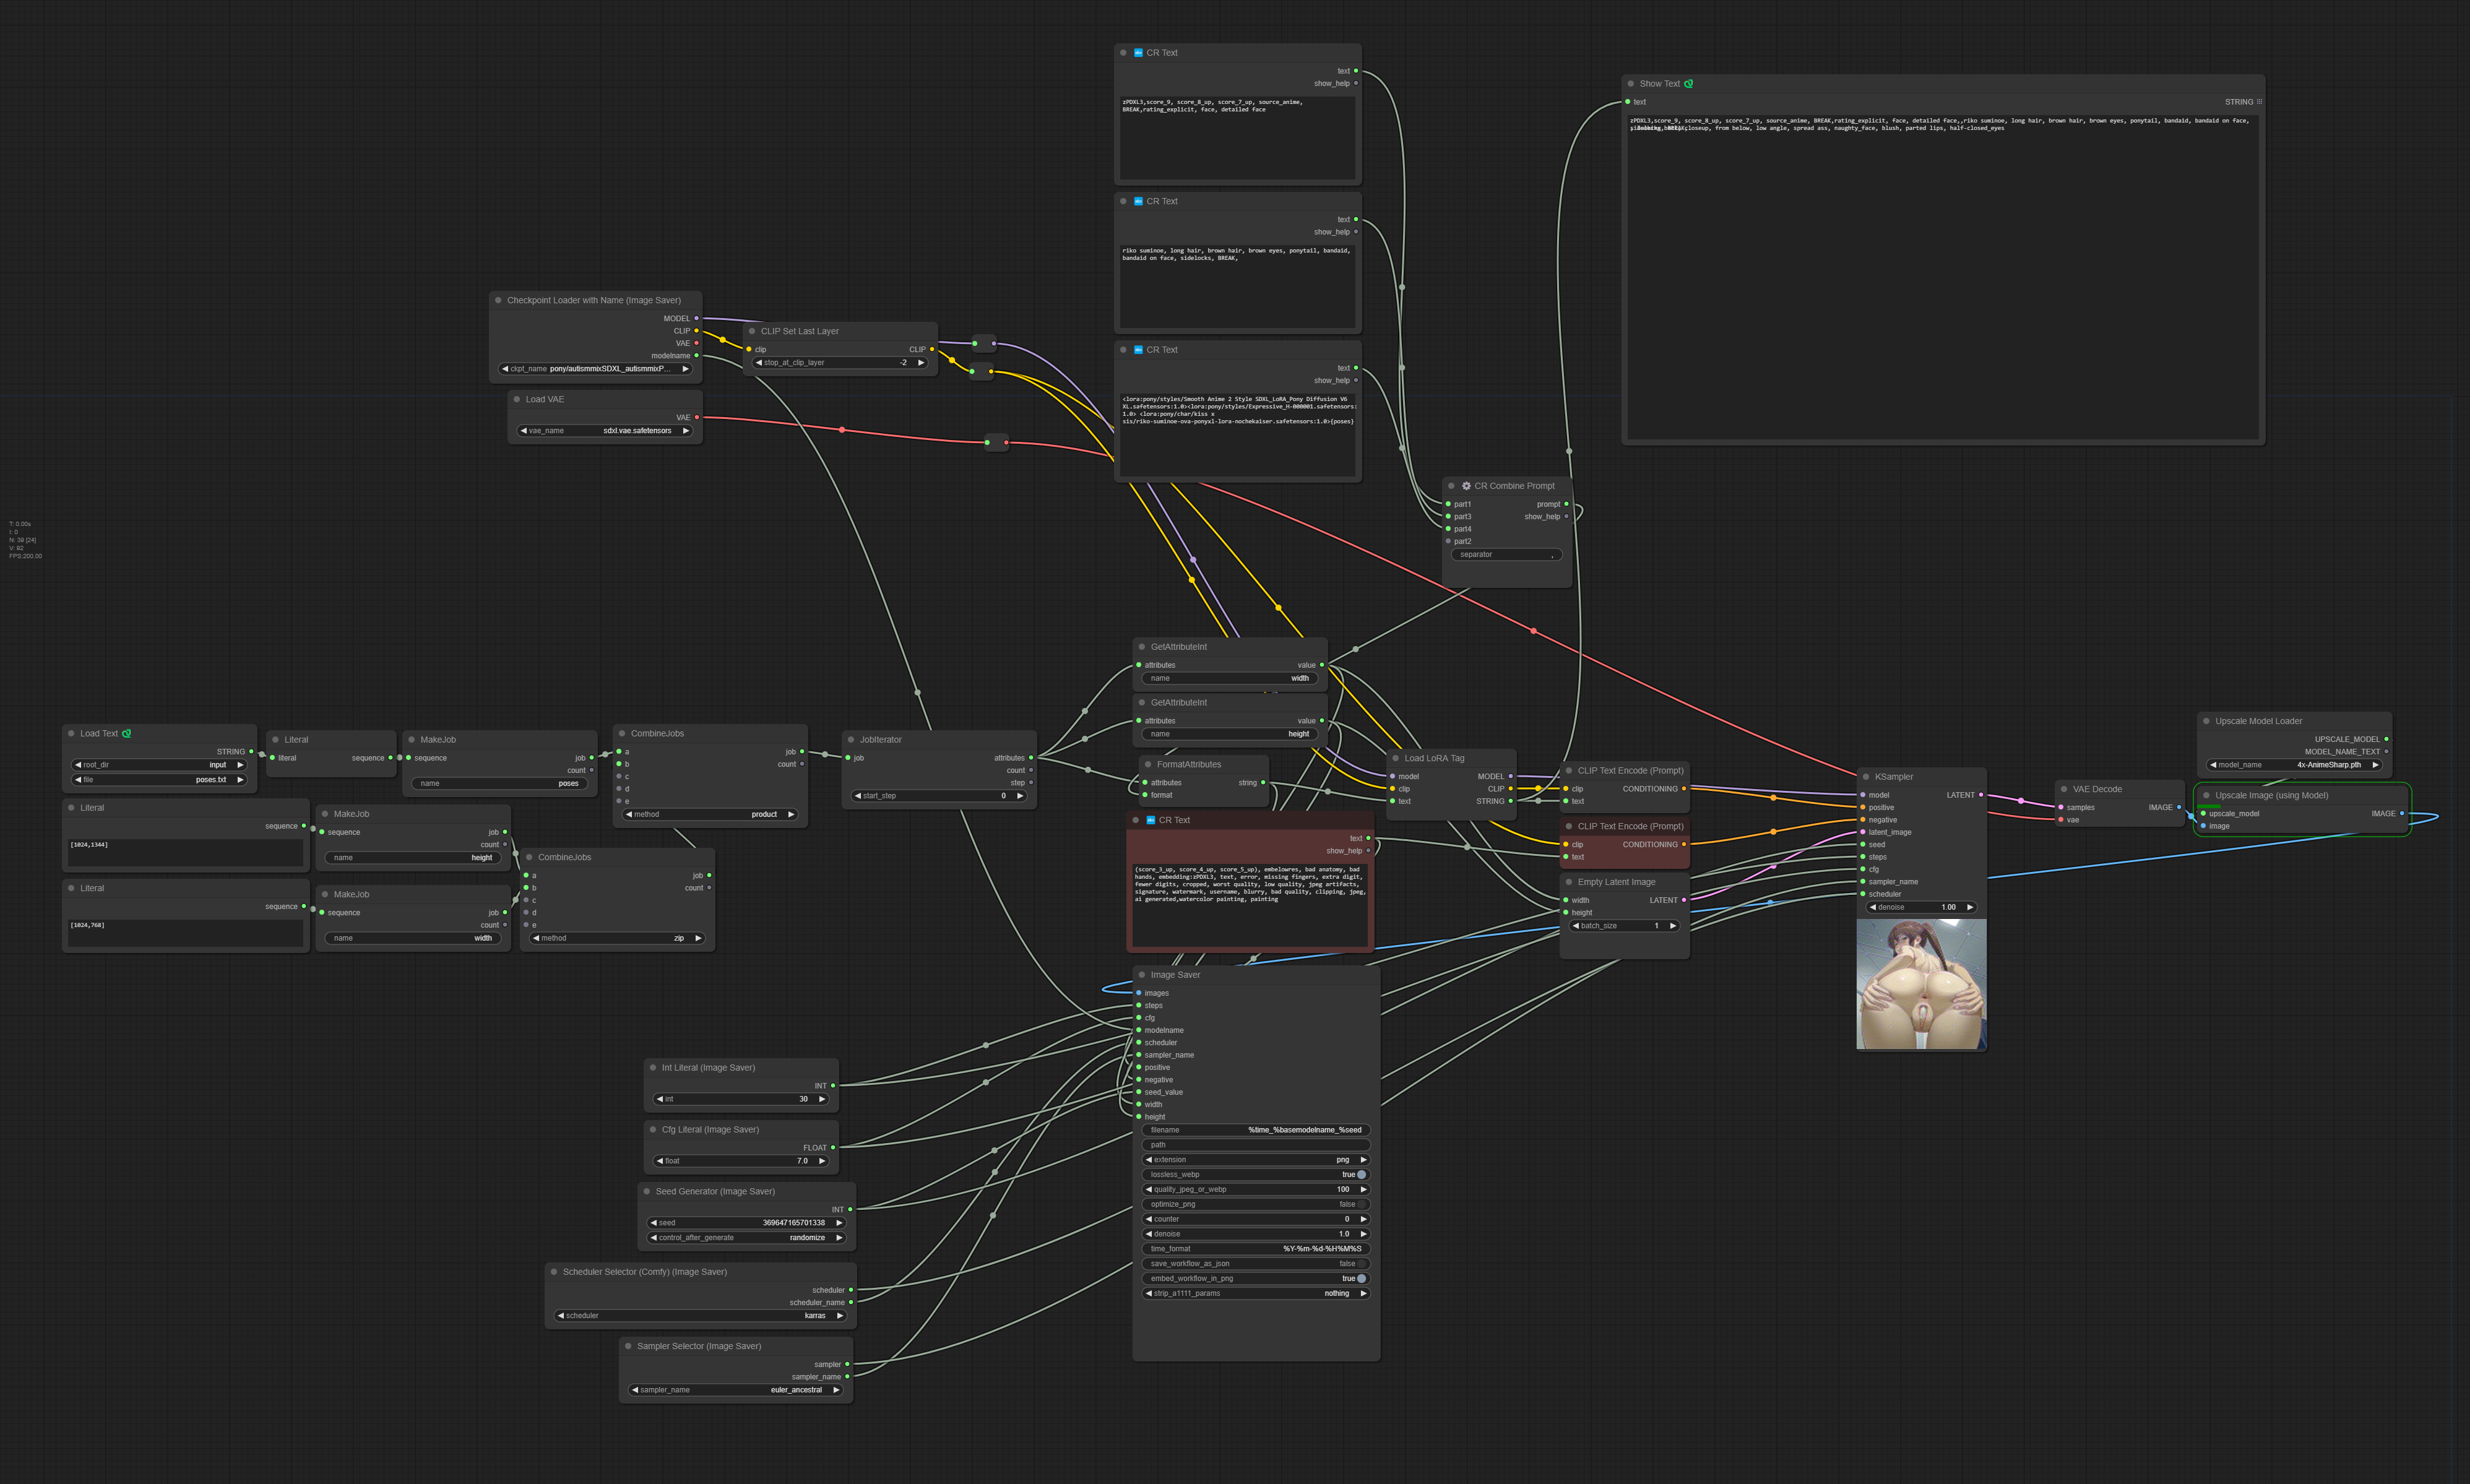 CR Text
text
show_help
zPDXL3,score_9, score_8_up, score_7_up, source_anime,
BREAK,rating_explicit, face, detailed face
CR Text
text
show_help
riko suminoe, long hair, brown hair, brown eyes, ponytail, bandaid,
bandaid on face, sidelocks, BREAK,
CR Text
text
show_help
<lora:pony/styles/Smooth Anime 2 Style SDXL_LoRA_Pony Diffusion V6
XL.safetensors:1.0><lora:pony/styles/Expressive_H-000001.safetensors:
1.0> <lora:pony/char/kiss x
sis/riko-suminoe-ova-ponyxl-lora-nochekaiser.safetensors:1.0>{poses}
Show Text
text
STRING
zPDXL3,score_9, score_8_up, score_7_up, source_anime, BREAK,rating_explicit, face, detailed face,,riko suminoe, long hair, brown hair, brown eyes, ponytail, bandaid, bandaid on face,
closeup, from below, low angle, spread ass, naughty_face, blush, parted lips, half-closed_eyes
Checkpoint Loader with Name (Image Saver)
MODEL
CLIP
VAE
modelname
ckpt_name pony/autismmixSDXL_autismmixP...
CLIP Set Last Layer
clip CLIP
stop_at_clip_layer -2
Load VAE
VAE
vae_name sdxl.vae.safetensors
CR Combine Prompt
part1 prompt
part3 show_help
part4
part2
separator ,
T: 0.00s
I: 0
N: 38 [24]
V: 92
FPS:200.00
GetAttributeInt
attributes value
name width
GetAttributeInt
attributes value
name height
FormatAttributes
attributes string
format
Load Text
STRING
root_dir input
file poses.txt
Literal
literal sequence
MakeJob
sequence job
count
name poses
CombineJobs
a job
b count
c
d
e
method product
JobIterator
job attributes
count
step
start_step 0
Literal
sequence
[1024,1344]
MakeJob
sequence job
count
name height
Literal
sequence
[1024,768]
MakeJob
sequence job
count
name width
CombineJobs
a job
b count
c
d
e
method zip
Load LoRA Tag
model MODEL
clip CLIP
text STRING
CR Text
text
show_help
(score_3_up, score_4_up, score_5_up), embelowres, bad anatomy, bad
hands, embedding:zPDXL3, text, error, missing fingers, extra digit,
fewer digits, cropped, worst quality, low quality, jpeg artifacts,
signature, watermark, username, blurry, bad quality, clipping, jpeg,
ai generated,watercolor painting, painting
CLIP Text Encode (Prompt)
clip CONDITIONING
text
CLIP Text Encode (Prompt)
clip CONDITIONING
text
Empty Latent Image
width LATENT
height
batch_size 1
KSampler
model LATENT
positive
negative
latent_image
seed
steps
cfg
sampler_name
scheduler
denoise 1.00
VAE Decode
samples IMAGE
vae
Upscale Model Loader
UPSCALE_MODEL
MODEL_NAME_TEXT
model_name 4x-AnimeSharp.pth
Upscale Image (using Model)
upscale_model IMAGE
image
Image Saver
images
steps
cfg
modelname
scheduler
sampler_name
positive
negative
seed_value
width
height
filename %time_%basemodelname_%seed
path
extension png
lossless_webp true
quality_jpeg_or_webp 100
optimize_png false
counter 0
denoise 1.0
time_format %Y-%m-%d-%H%M%S
save_workflow_as_json false
embed_workflow_in_png true
strip_a1111_params nothing
Int Literal (Image Saver)
INT
int 30
Cfg Literal (Image Saver)
FLOAT
float 7.0
Seed Generator (Image Saver)
INT
seed 369647165701338
control_after_generate randomize
Scheduler Selector (Comfy) (Image Saver)
scheduler
scheduler_name
scheduler karras
Sampler Selector (Image Saver)
sampler
sampler_name
sampler_name euler_ancestral